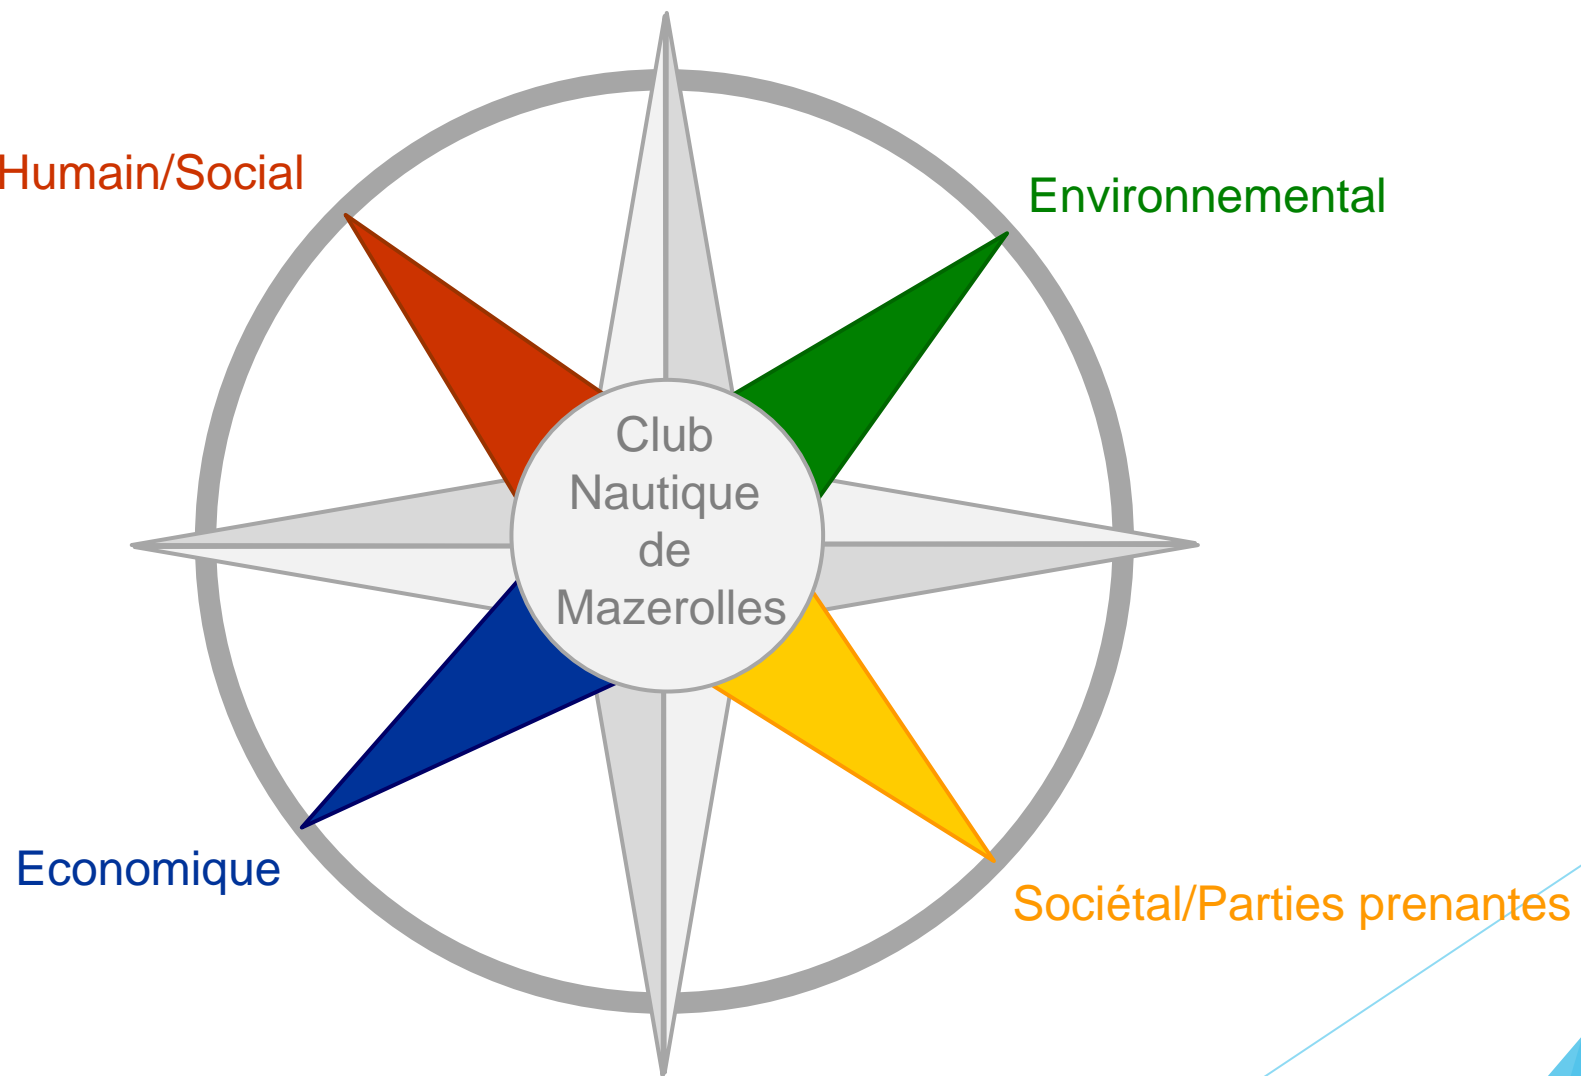 Humain/Social
Environnemental
Club
Nautique
de
Mazerolles
Economique
Sociétal/Parties prenantes